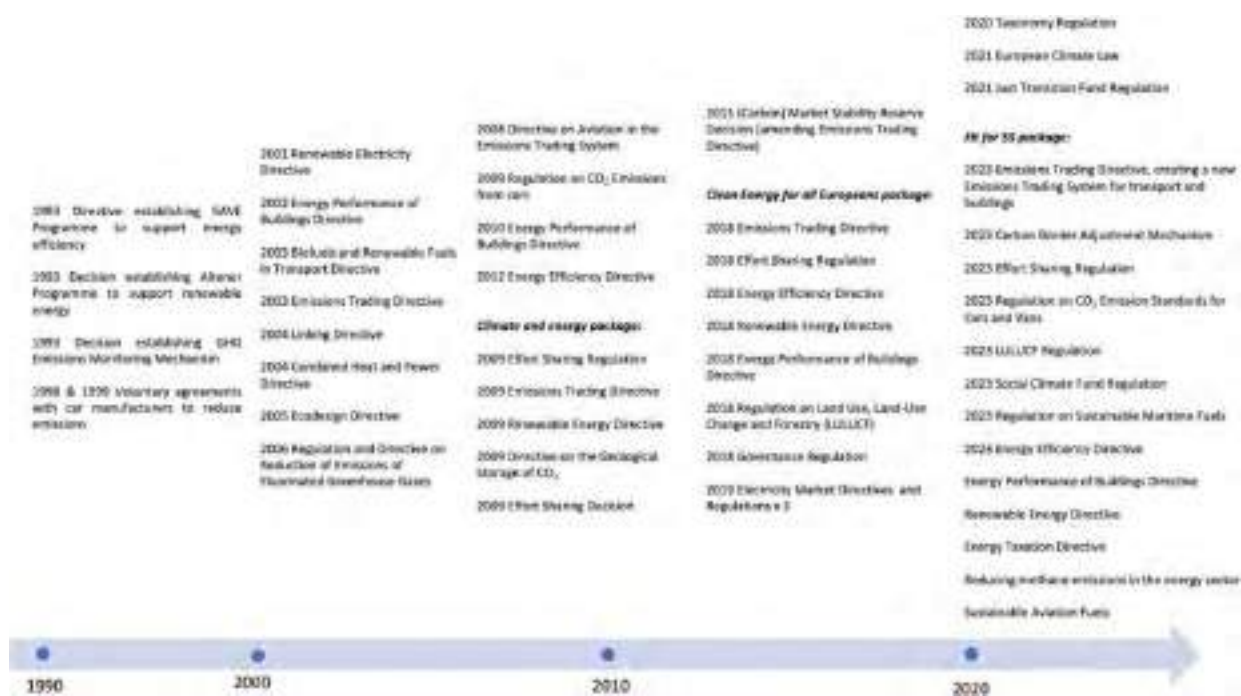 1993 Directive establishing SAVE
Programme to support energy
efficiency
1993 Decision establishing Altener
Programme to support renewable
energy
1993 Decision establishing GHG
Emissions Monitoring Mechanism
1998 & 1999 Voluntary agreements
with car manufacturers to reduce
emissions
2001 Renewable Electricity
Directive
2002 Energy Performance of
Buildings Directive
2003 Biofuels and Renewable Fuels
in Transport Directive
2003 Emissions Trading Directive
2004 Linking Directive
2004 Combined Heat and Power
Directive
2005 Ecodesign Directive
2006 Regulation and Directive on
Reduction of Emissions of
Fluorinated Greenhouse Gases
2008 Directive on Aviation in the
Emissions Trading System
2009 Regulation on CO₂ Emissions
from cars
2010 Energy Performance of
Buildings Directive
2012 Energy Efficiency Directive
Climate and energy package:
2009 Effort Sharing Regulation
2009 Emissions Trading Directive
2009 Renewable Energy Directive
2009 Directive on the Geological
Storage of CO₂
2009 Effort Sharing Decision
2015 (Carbon) Market Stability Reserve
Decision (amending Emissions Trading
Directive)
Clean Energy for all Europeans package:
2018 Emissions Trading Directive
2018 Effort Sharing Regulation
2018 Energy Efficiency Directive
2018 Renewable Energy Directive
2018 Energy Performance of Buildings
Directive
2018 Regulation on Land Use, Land-Use
Change and Forestry (LULUCF)
2018 Governance Regulation
2019 Electricity Market Directives and
Regulations x 3
2020 Taxonomy Regulation
2021 European Climate Law
2021 Just Transition Fund Regulation
Fit for 55 package:
2023 Emissions Trading Directive, creating a new
Emissions Trading System for transport and
buildings
2023 Carbon Border Adjustment Mechanism
2023 Effort Sharing Regulation
2023 Regulation on CO₂ Emission Standards for
Cars and Vans
2023 LULUCF Regulation
2023 Social Climate Fund Regulation
2023 Regulation on Sustainable Maritime Fuels
Energy Efficiency Directive
Energy Performance of Buildings Directive
Renewable Energy Directive
Energy Taxation Directive
Reducing methane emissions in the energy sector
Sustainable Aviation Fuels
1990
2000
2010
2020